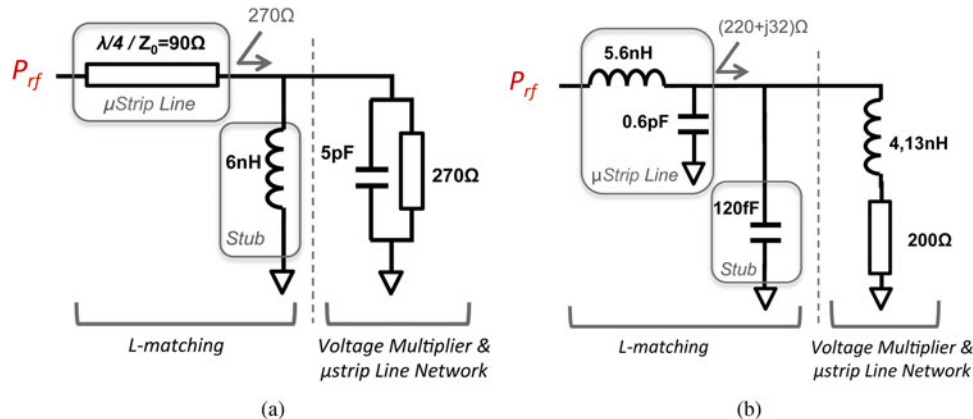 270Ω
λ/4 / Z₀=90Ω
P_rf
μStrip Line
6nH
5pF
270Ω
Stub
L-matching
Voltage Multiplier &
μstrip Line Network
(a)
(220+j32)Ω
5.6nH
P_rf
0.6pF
μStrip Line
4,13nH
120fF
200Ω
Stub
L-matching
Voltage Multiplier &
μstrip Line Network
(b)